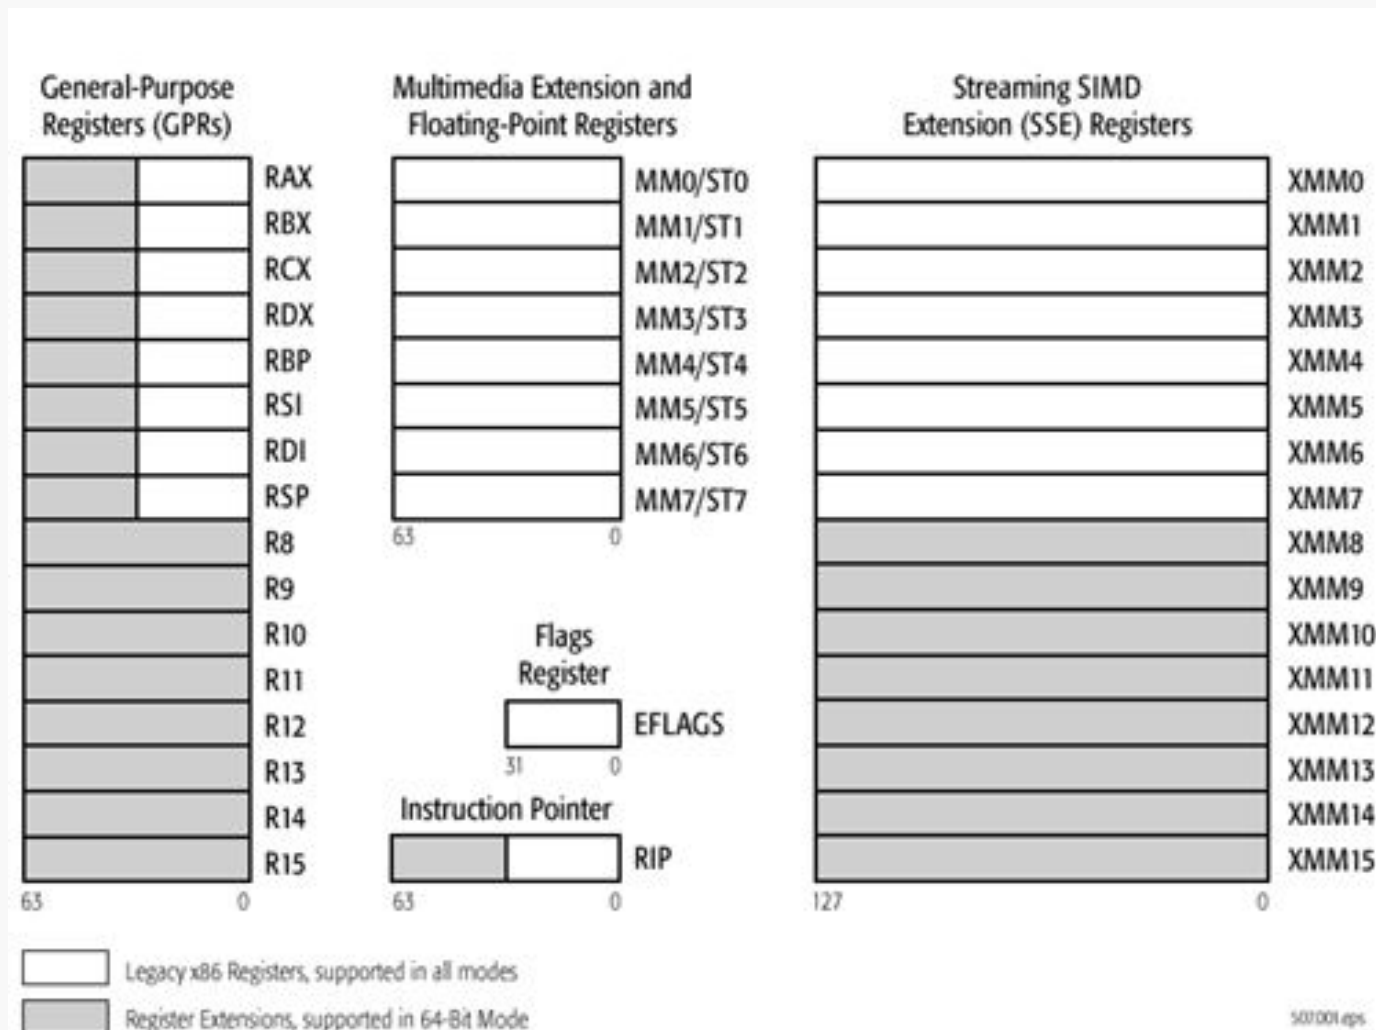 General-Purpose
Registers (GPRs)
RAX
RBX
RCX
RDX
RBP
RSI
RDI
RSP
R8
R9
R10
R11
R12
R13
R14
R15
63 0
Multimedia Extension and
Floating-Point Registers
MM0/ST0
MM1/ST1
MM2/ST2
MM3/ST3
MM4/ST4
MM5/ST5
MM6/ST6
MM7/ST7
63 0
Flags
Register
EFLAGS
31 0
Instruction Pointer
RIP
63 0
Streaming SIMD
Extension (SSE) Registers
XMM0
XMM1
XMM2
XMM3
XMM4
XMM5
XMM6
XMM7
XMM8
XMM9
XMM10
XMM11
XMM12
XMM13
XMM14
XMM15
127 0
Legacy x86 Registers, supported in all modes
Register Extensions, supported in 64-Bit Mode